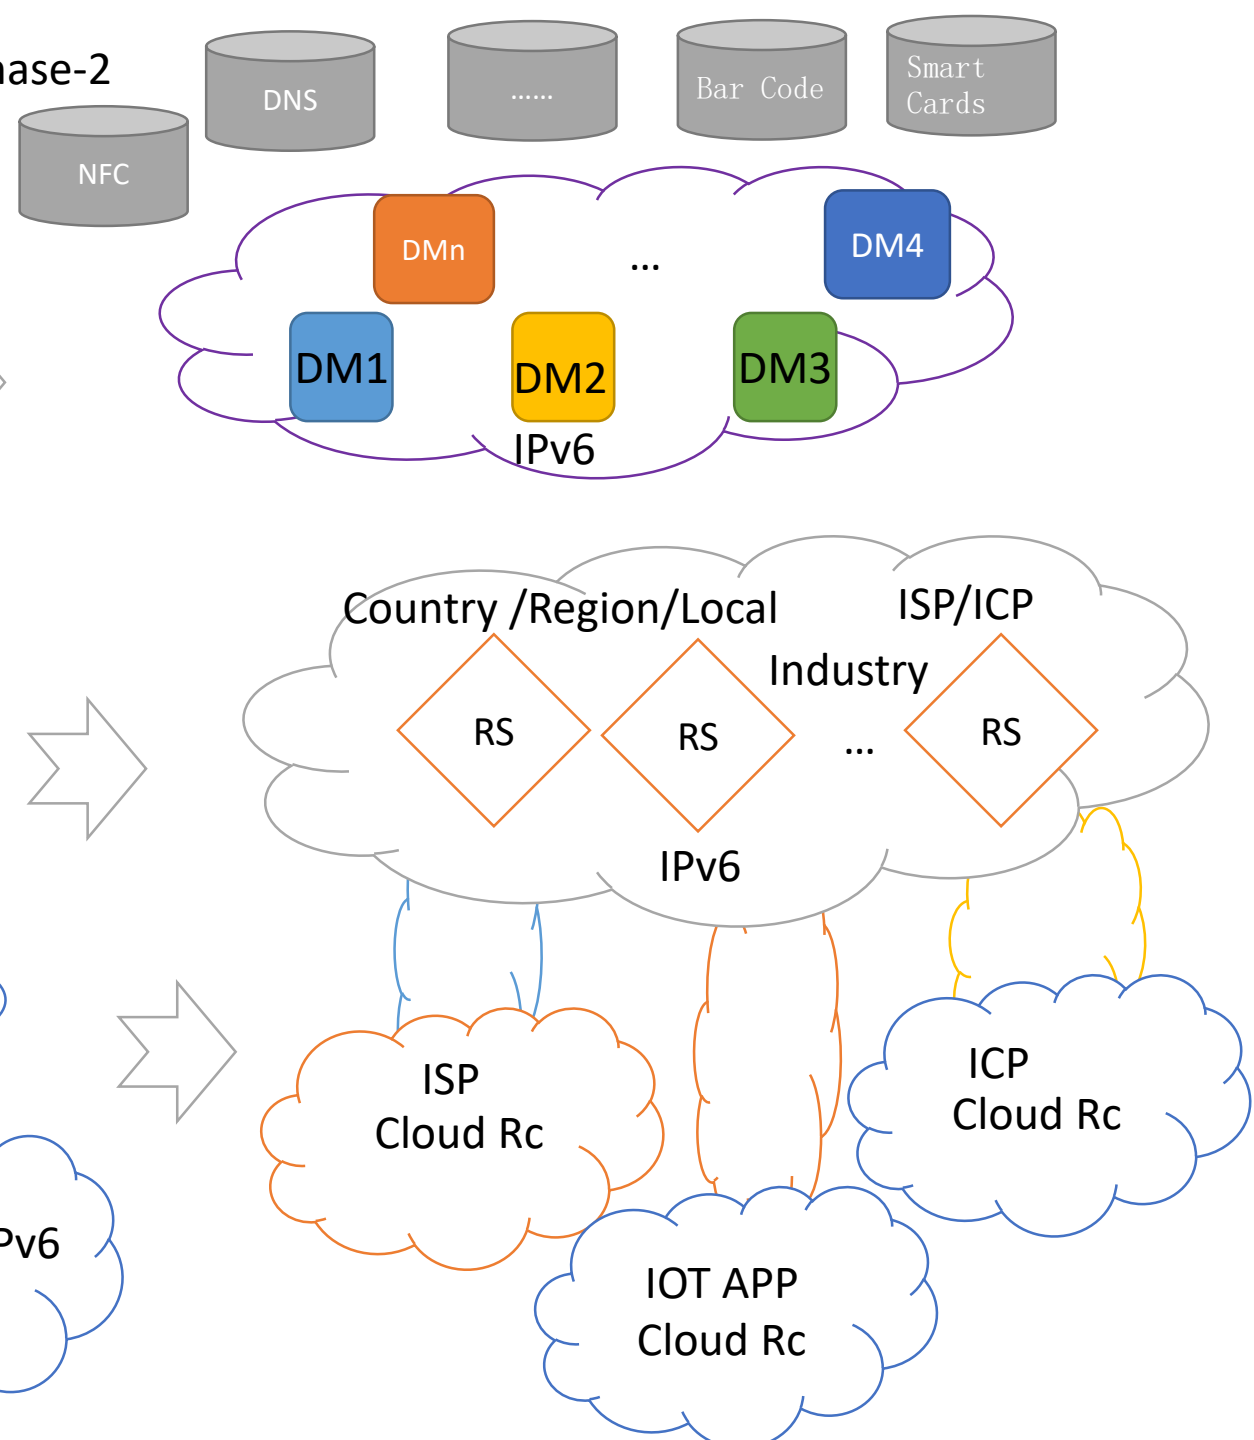 hase-2
DNS
……
Bar Code
Smart
Cards
NFC
DMn
...
DM4
DM1
DM2
DM3
IPv6
Country /Region/Local
ISP/ICP
Industry
RS
RS
...
RS
IPv6
ISP
Cloud Rc
ICP
Cloud Rc
Pv6
IOT APP
Cloud Rc